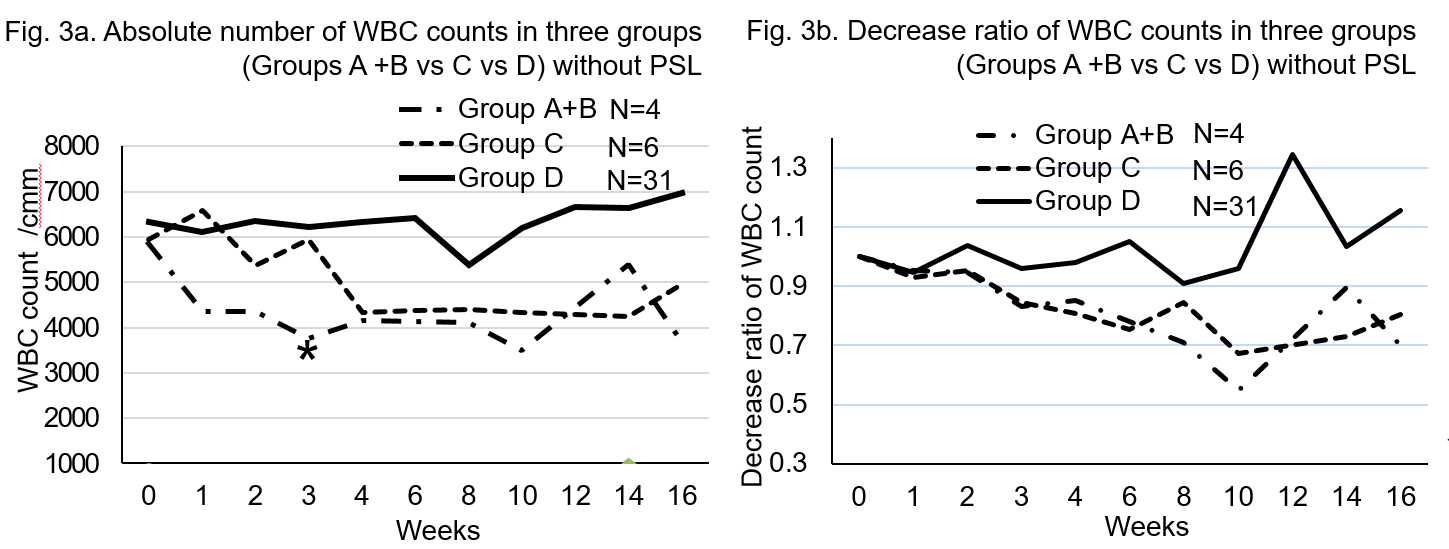 Fig. 3a. Absolute number of WBC counts in three groups
(Groups A +B vs C vs D) without PSL
Group A+B N=4
Group C N=6
Group D N=31
WBC count /cmm
8000
7000
6000
5000
4000
3000
2000
1000
*
0 1 2 3 4 6 8 10 12 14 16
Weeks
Fig. 3b. Decrease ratio of WBC count in three groups
(Groups A +B vs C vs D) without PSL
Group A+B N=4
Group C N=6
Group D N=31
Decrease ratio of WBC count
1.3
1.1
0.9
0.7
0.5
0.3
0 1 2 3 4 6 8 10 12 14 16
Weeks